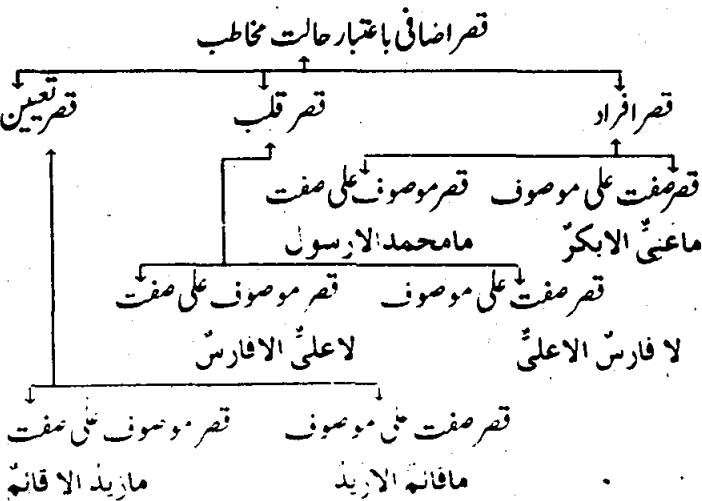 قصر اضافی باعتبار حالت مخاطب
قصر افراد
قصر قلب
قصر تعیین
قصر صفت علی موصوف
قصر موصوف علی صفت
ماغنیٌّ الابکرٌ
مامحمد الارسول
قصر صفت علی موصوف
قصر موصوف علی صفت
لا فارسٌ الاعلیٌّ
لاعلیٌّ الافارسٌ
قصر صفت علی موصوف
قصر موصوف علی صفت
ماقائم الازید
مازید الا قائمٌ